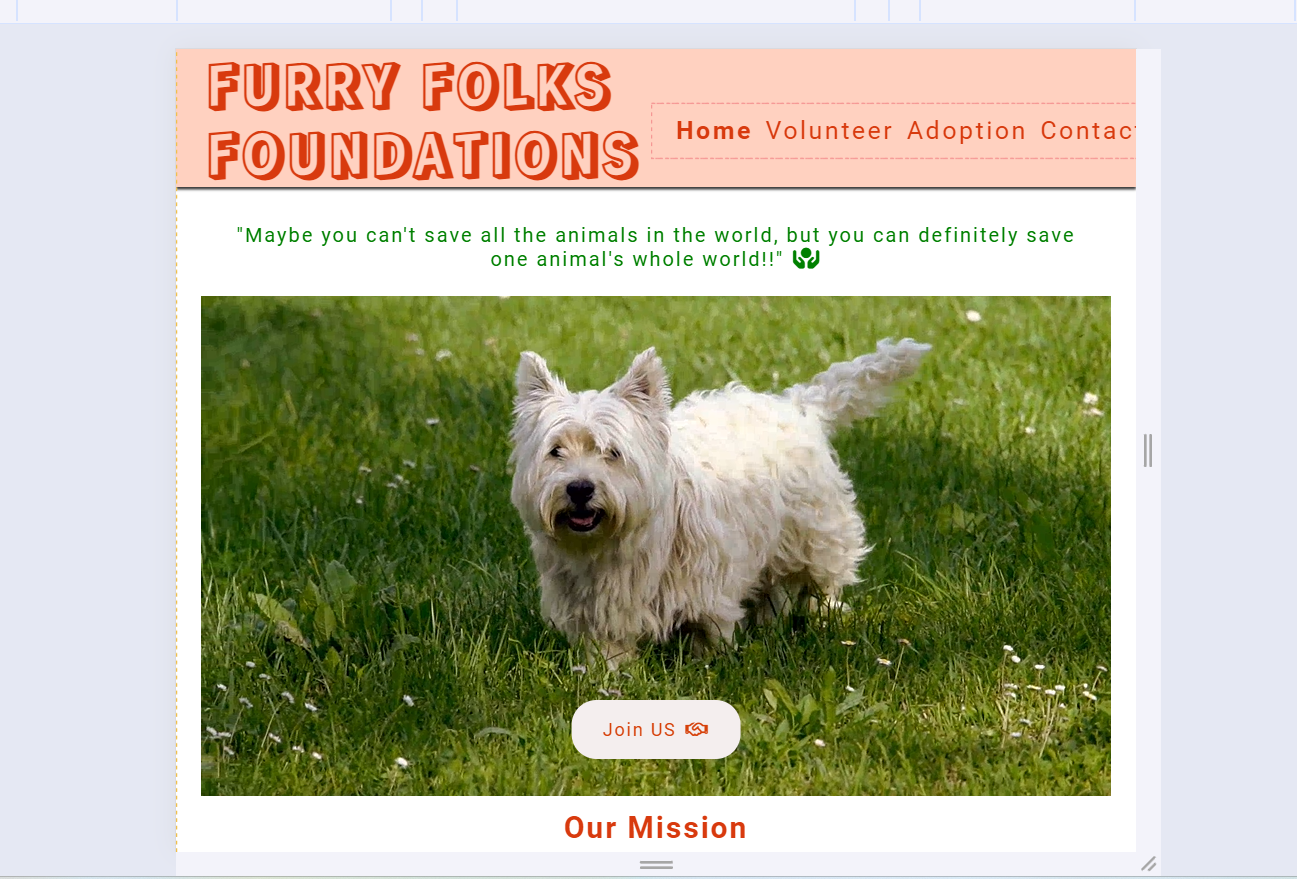 FURRY FOLKS
FOUNDATIONS
Home Volunteer Adoption Contact
"Maybe you can't save all the animals in the world, but you can definitely save
one animal's whole world!!"
Join US
Our Mission